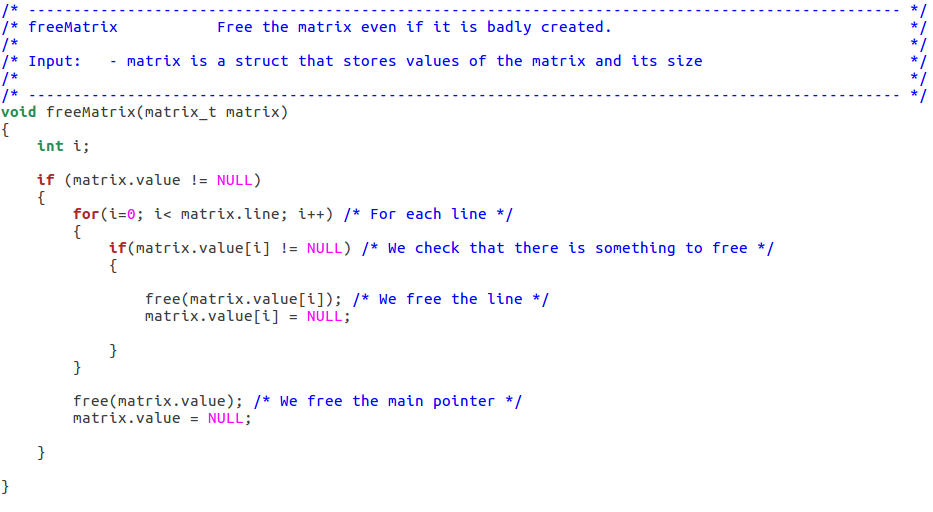 /* ------------------------------------------------------------------------------------------------- */
/* freeMatrix           Free the matrix even if it is badly created.                                 */
/*                                                                                                   */
/* Input:   - matrix is a struct that stores values of the matrix and its size                       */
/*                                                                                                   */
/* ------------------------------------------------------------------------------------------------- */
void freeMatrix(matrix_t matrix)
{
    int i;
    if (matrix.value != NULL)
    {
        for(i=0; i< matrix.line; i++) /* For each line */
        {
            if(matrix.value[i] != NULL) /* We check that there is something to free */
            {
                free(matrix.value[i]); /* We free the line */
                matrix.value[i] = NULL;
            }
        }
        free(matrix.value); /* We free the main pointer */
        matrix.value = NULL;
    }
}